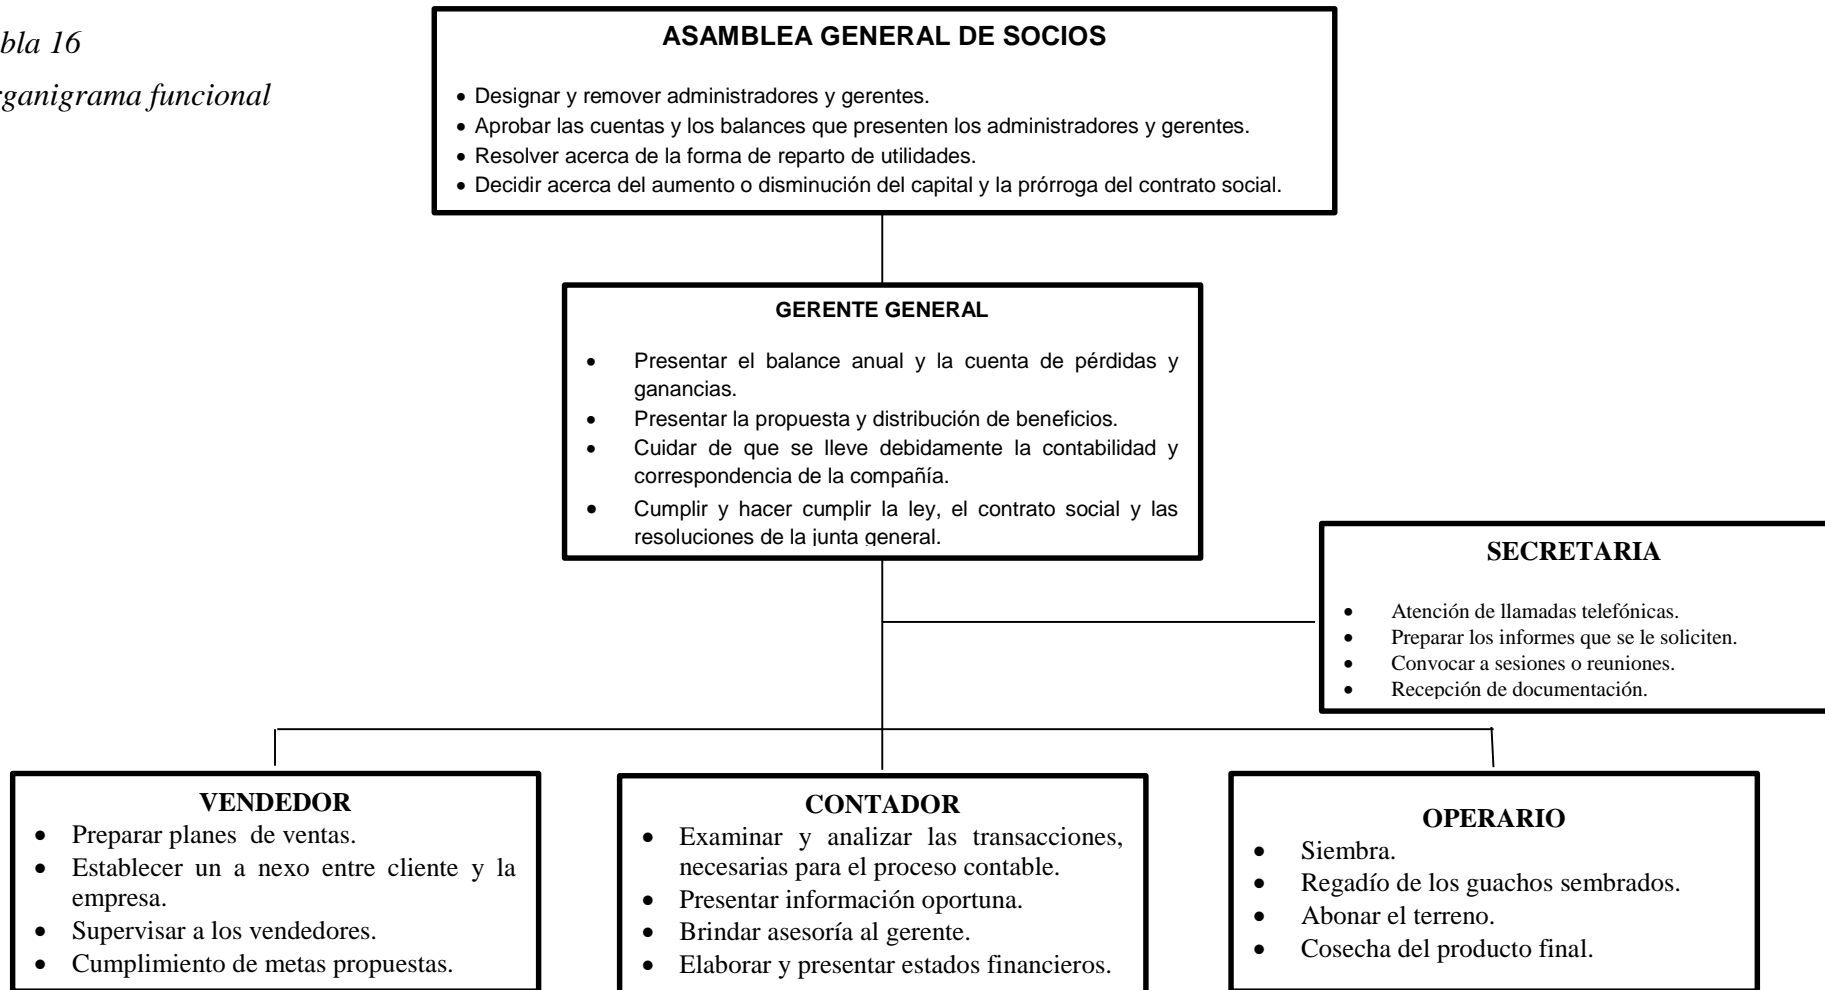 bla 16
rganigrama funcional
ASAMBLEA GENERAL DE SOCIOS
• Designar y remover administradores y gerentes.
• Aprobar las cuentas y los balances que presenten los administradores y gerentes.
• Resolver acerca de la forma de reparto de utilidades.
• Decidir acerca del aumento o disminución del capital y la prórroga del contrato social.
GERENTE GENERAL
• Presentar el balance anual y la cuenta de pérdidas y
ganancias.
• Presentar la propuesta y distribución de beneficios.
• Cuidar de que se lleve debidamente la contabilidad y
correspondencia de la compañía.
• Cumplir y hacer cumplir la ley, el contrato social y las
resoluciones de la junta general.
SECRETARIA
• Atención de llamadas telefónicas.
• Preparar los informes que se le soliciten.
• Convocar a sesiones o reuniones.
• Recepción de documentación.
VENDEDOR
• Preparar planes de ventas.
• Establecer un a nexo entre cliente y la
empresa.
• Supervisar a los vendedores.
• Cumplimiento de metas propuestas.
CONTADOR
• Examinar y analizar las transacciones,
necesarias para el proceso contable.
• Presentar información oportuna.
• Brindar asesoría al gerente.
• Elaborar y presentar estados financieros.
OPERARIO
• Siembra.
• Regadío de los guachos sembrados.
• Abonar el terreno.
• Cosecha del producto final.